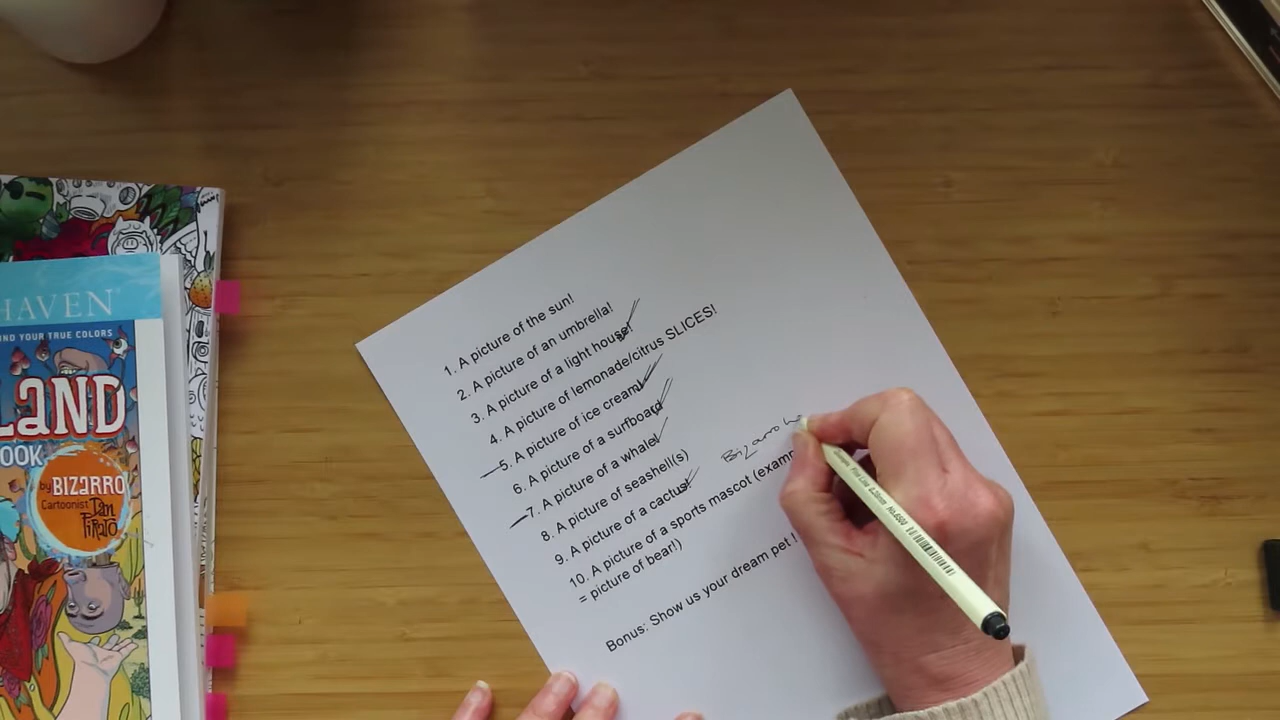 HAVEN
IND YOUR TRUE COLORS
LAND
OOK
by BIZARRO
Cartoonist Dan
Piraro
1. A picture of the sun!
2. A picture of an umbrella!
3. A picture of a light house!
4. A picture of lemonade/citrus SLICES!
5. A picture of ice cream!
6. A picture of a surfboard
7. A picture of a whale!
8. A picture of seashell(s)
9. A picture of a cactus!
Bizarro
10. A picture of a sports mascot (examp
= picture of bear!)
Bonus: Show us your dream pet !